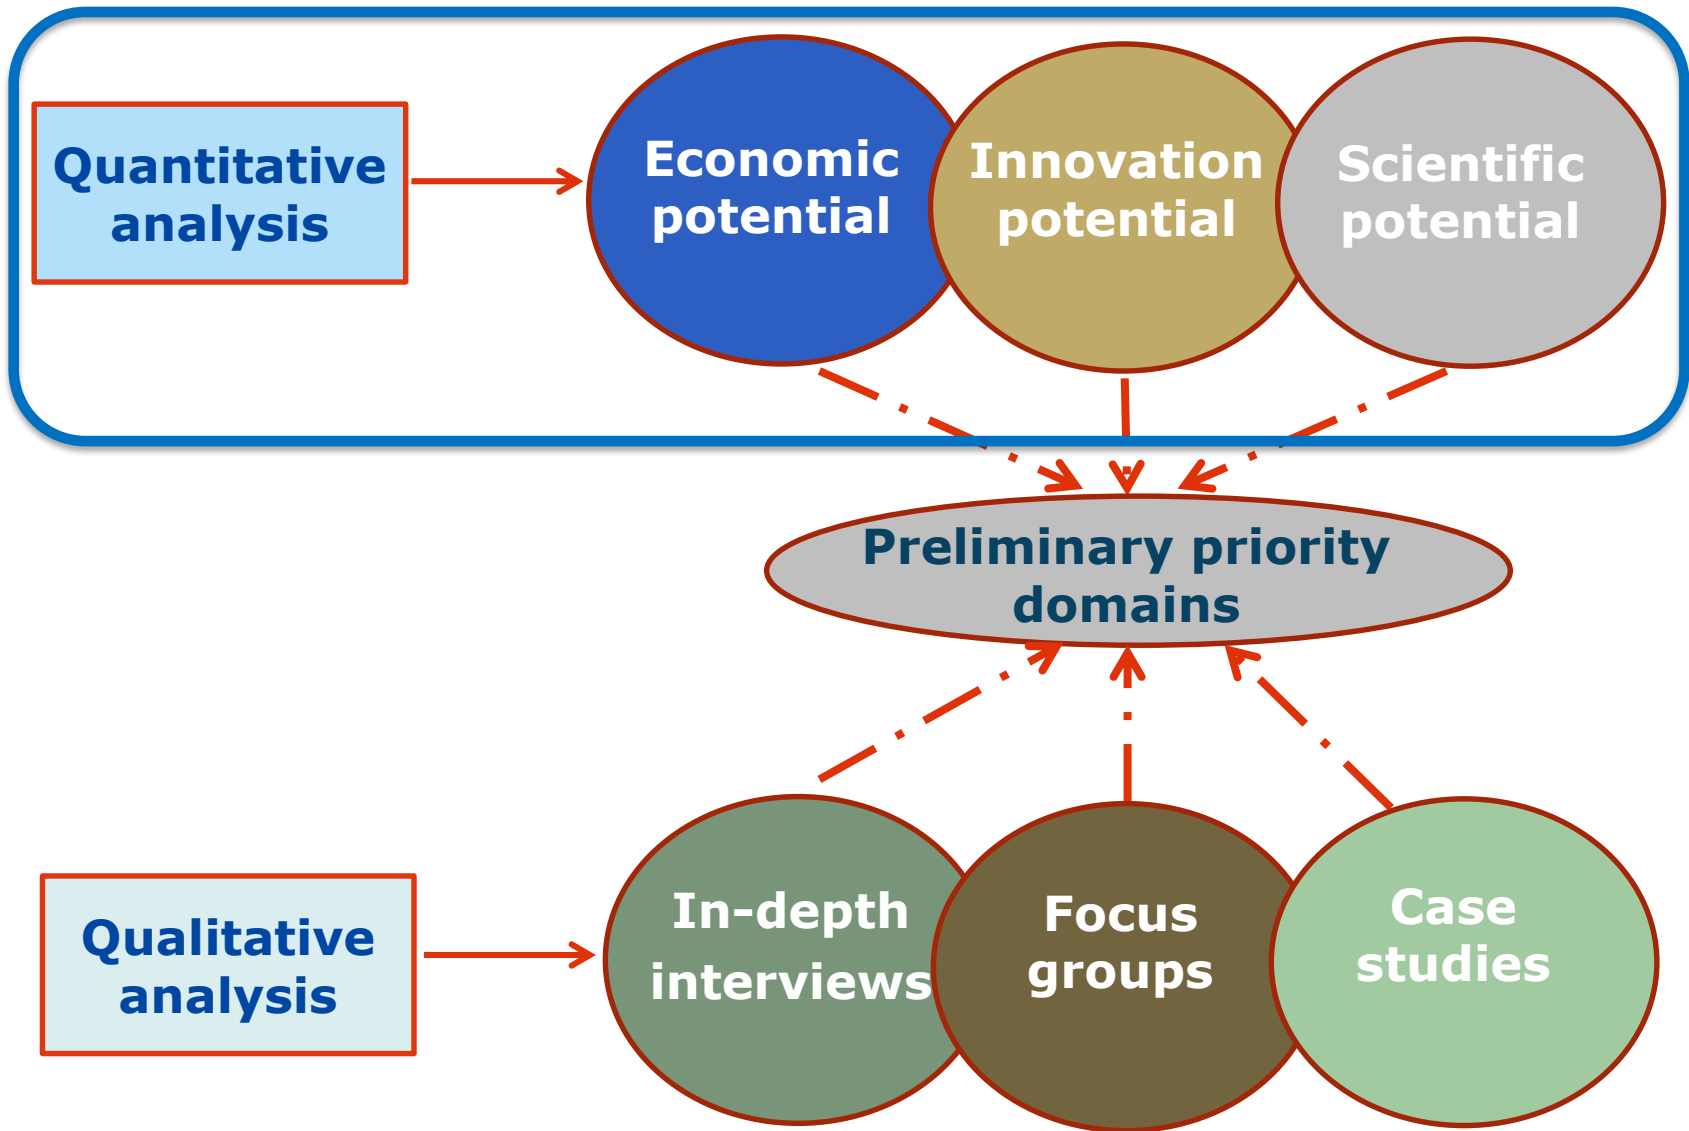 Quantitative
analysis
Economic
potential
Innovation
potential
Scientific
potential
Preliminary priority
domains
Qualitative
analysis
In-depth
interviews
Focus
groups
Case
studies